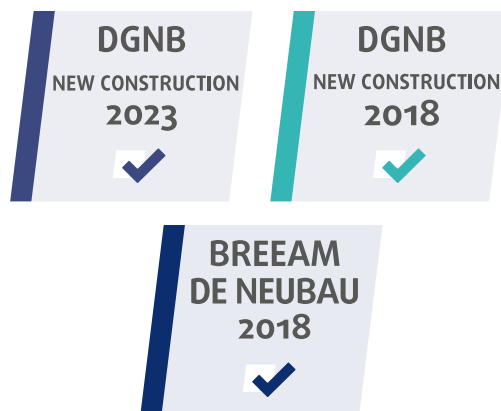 DGNB
NEW CONSTRUCTION
2023
DGNB
NEW CONSTRUCTION
2018
BREEAM
DE NEUBAU
2018